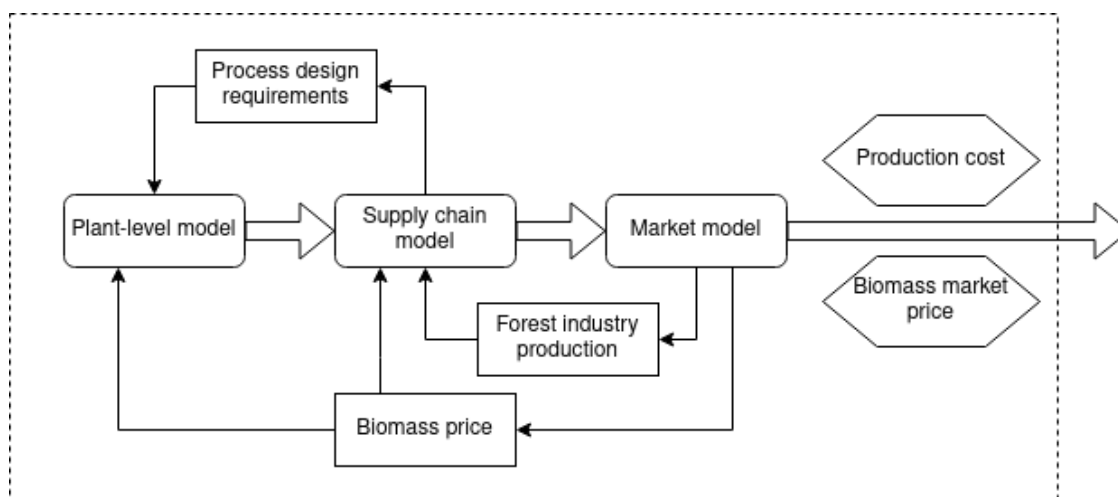 Process design
requirements
Production cost
Plant-level model
Supply chain
model
Market model
Biomass market
price
Forest industry
production
Biomass price